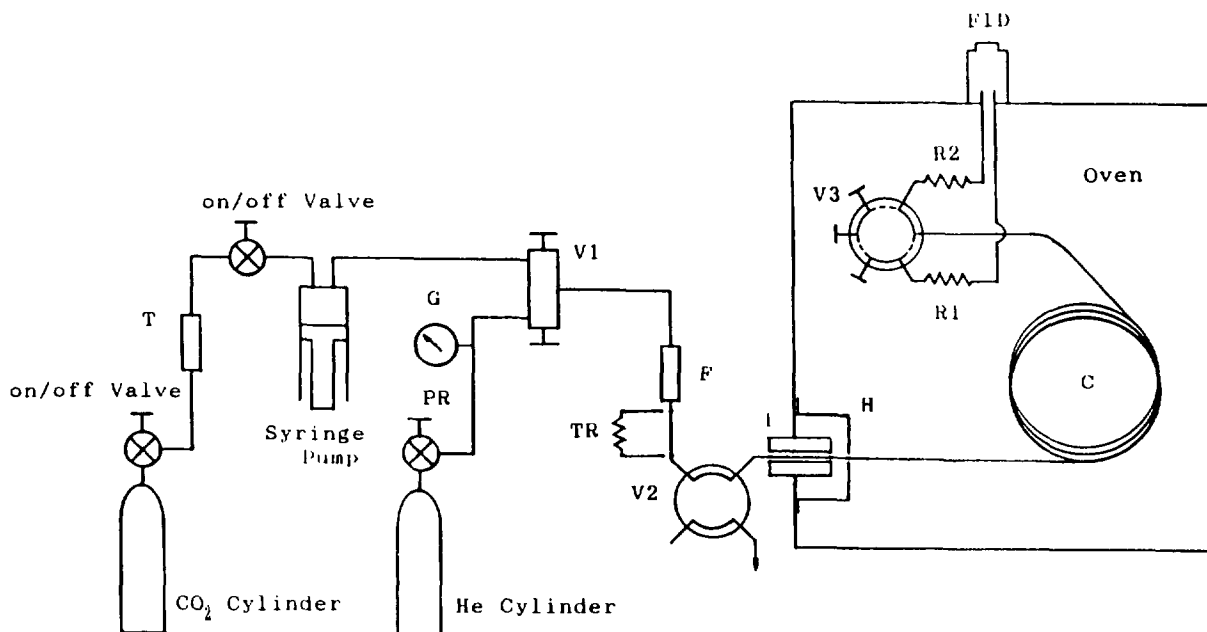 FID
Oven
R2
V3
on/off Valve
V1
G
R1
T
F
C
on/off Valve
PR
H
I
TR
Syringe
Pump
V2
CO₂ Cylinder
He Cylinder